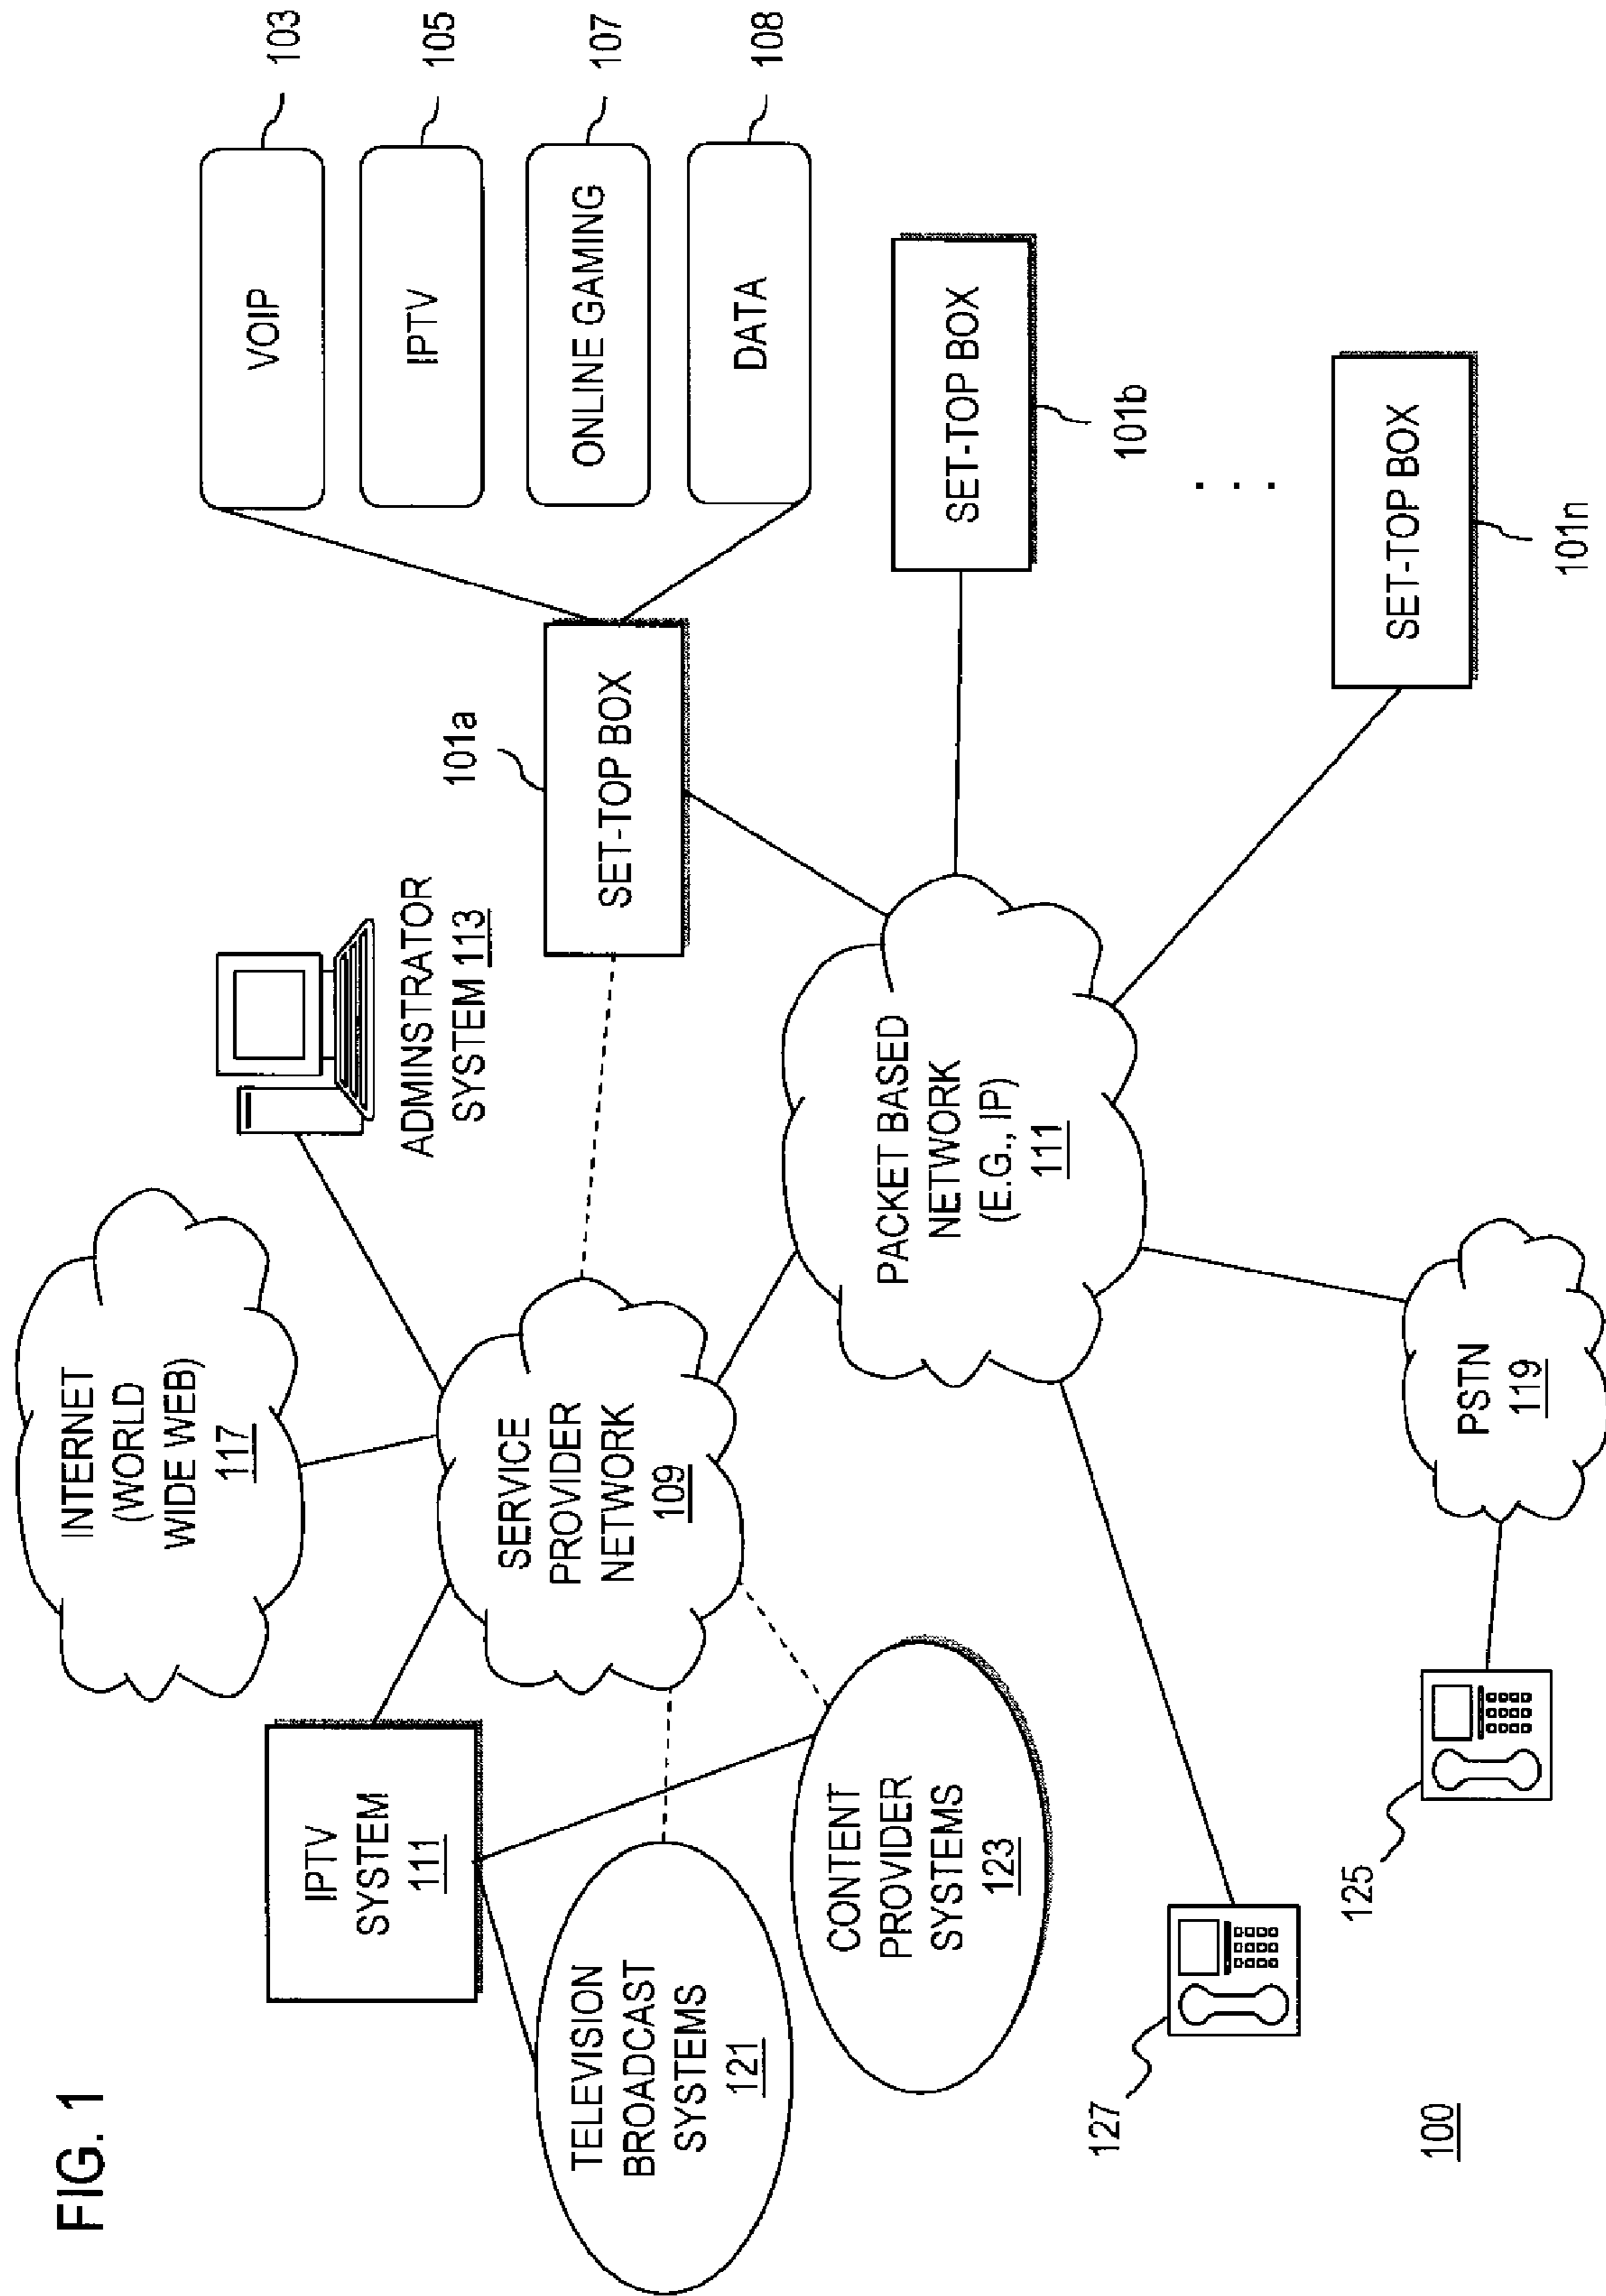 FIG. 1
INTERNET
(WORLD
WIDE WEB)
117
ADMINSTRATOR
SYSTEM 113
VOIP
103
IPTV
105
ONLINE GAMING
107
DATA
108
101a
SET-TOP BOX
IPTV
SYSTEM
111
SERVICE
PROVIDER
NETWORK
109
TELEVISION
BROADCAST
SYSTEMS
121
CONTENT
PROVIDER
SYSTEMS
123
PACKET BASED
NETWORK
(E.G., IP)
111
SET-TOP BOX
101b
. . .
SET-TOP BOX
101n
127
125
PSTN
119
100